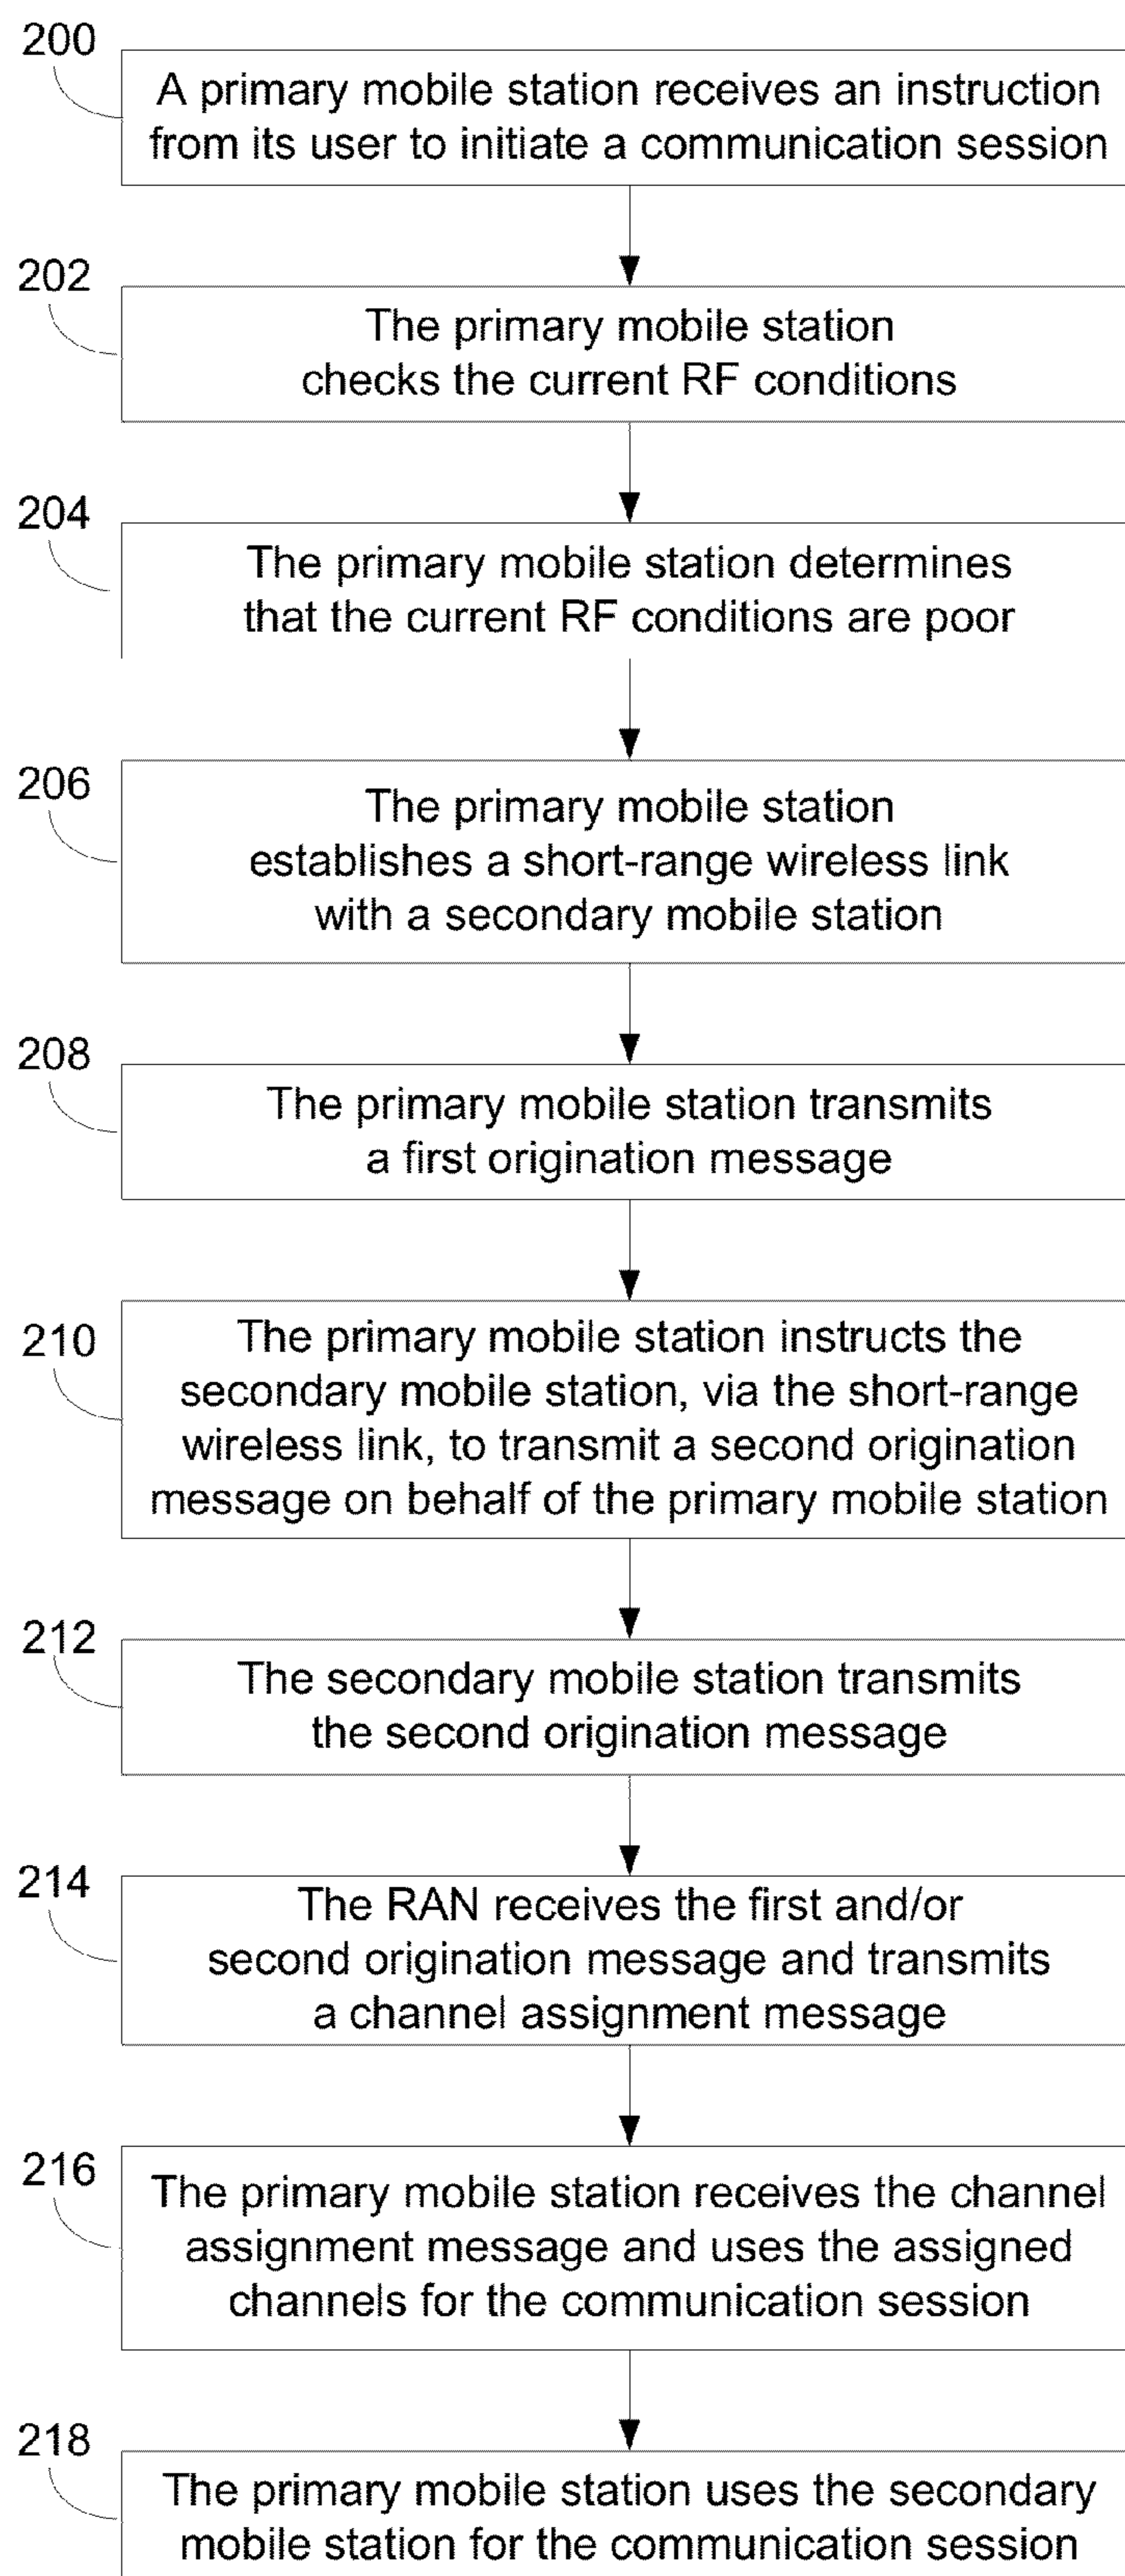 200
A primary mobile station receives an instruction
from its user to initiate a communication session
202
The primary mobile station
checks the current RF conditions
204
The primary mobile station determines
that the current RF conditions are poor
206
The primary mobile station
establishes a short-range wireless link
with a secondary mobile station
208
The primary mobile station transmits
a first origination message
210
The primary mobile station instructs the
secondary mobile station, via the short-range
wireless link, to transmit a second origination
message on behalf of the primary mobile station
212
The secondary mobile station transmits
the second origination message
214
The RAN receives the first and/or
second origination message and transmits
a channel assignment message
216
The primary mobile station receives the channel
assignment message and uses the assigned
channels for the communication session
218
The primary mobile station uses the secondary
mobile station for the communication session